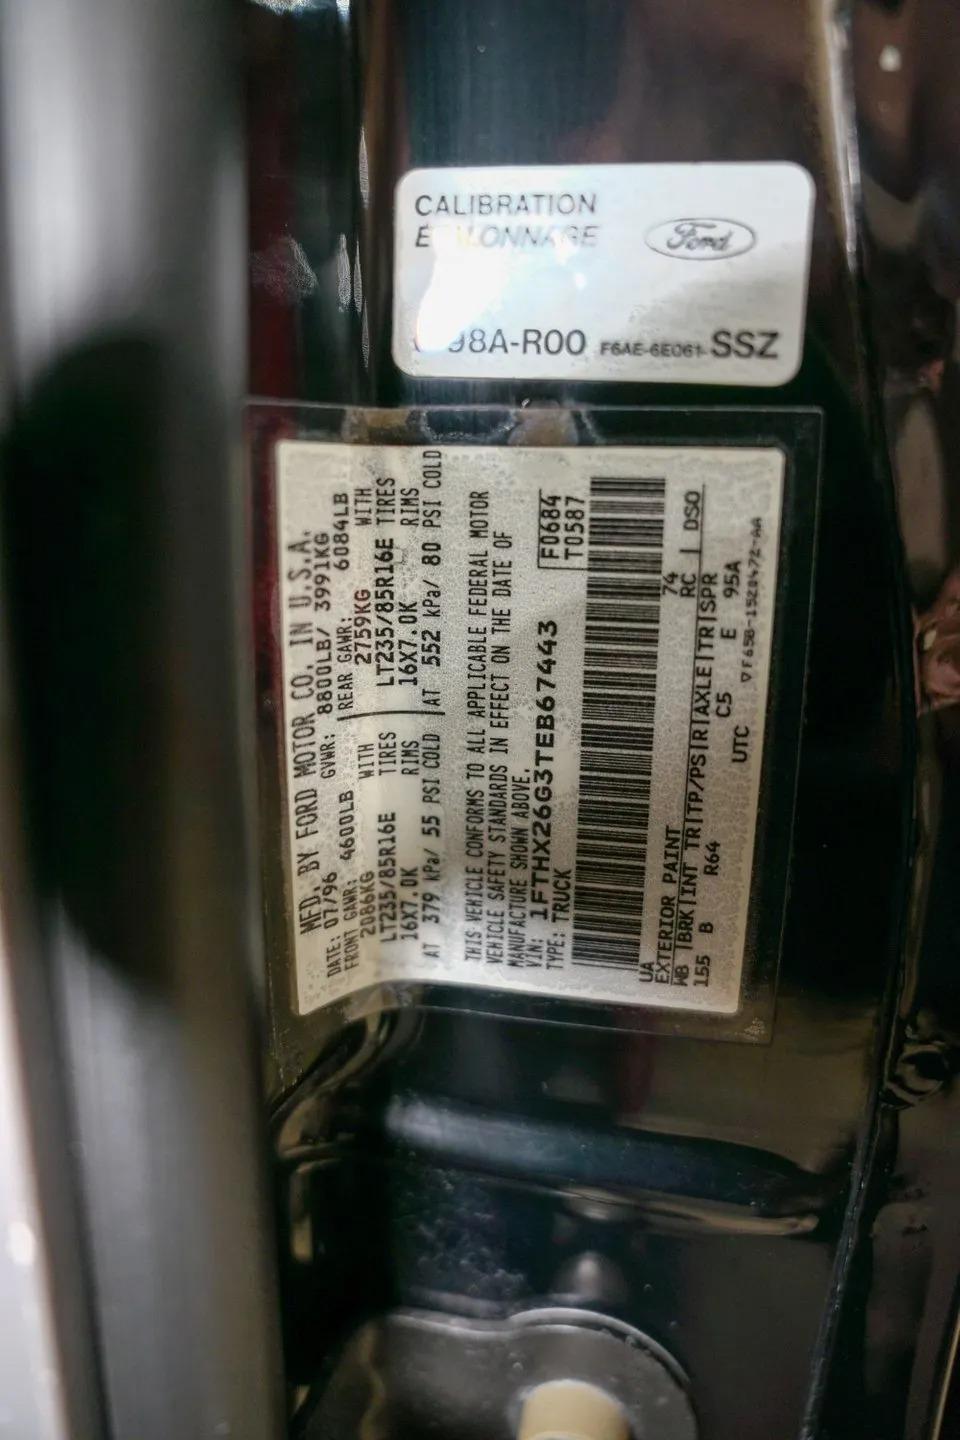 CALIBRATION
Ford
98A-R00 F6AE-6E061-SSZ
MFD. BY FORD MOTOR CO. IN U.S.A.
DATE: 07/96 GVWR: 8800LB/ 3991KG
FRONT GAWR: 4600LB REAR GAWR: 6084LB
2086KG WITH 2759KG WITH
LT235/85R16E TIRES LT235/85R16E TIRES
16X7.0K RIMS 16X7.0K RIMS
AT 379 kPa/ 55 PSI COLD AT 552 kPa/ 80 PSI COLD
THIS VEHICLE CONFORMS TO ALL APPLICABLE FEDERAL MOTOR
VEHICLE SAFETY STANDARDS IN EFFECT ON THE DATE OF
MANUFACTURE SHOWN ABOVE.
VIN: 1FTHX26G3TEB67443 F0684
TYPE: TRUCK T0587
UA 74
EXTERIOR PAINT RC DSO
WB |BRK|INT TR|TP/PS|R|AXLE|TR|SPR
155 B R64 C5 E 95A
UTC ▽F65B-1520472-AA